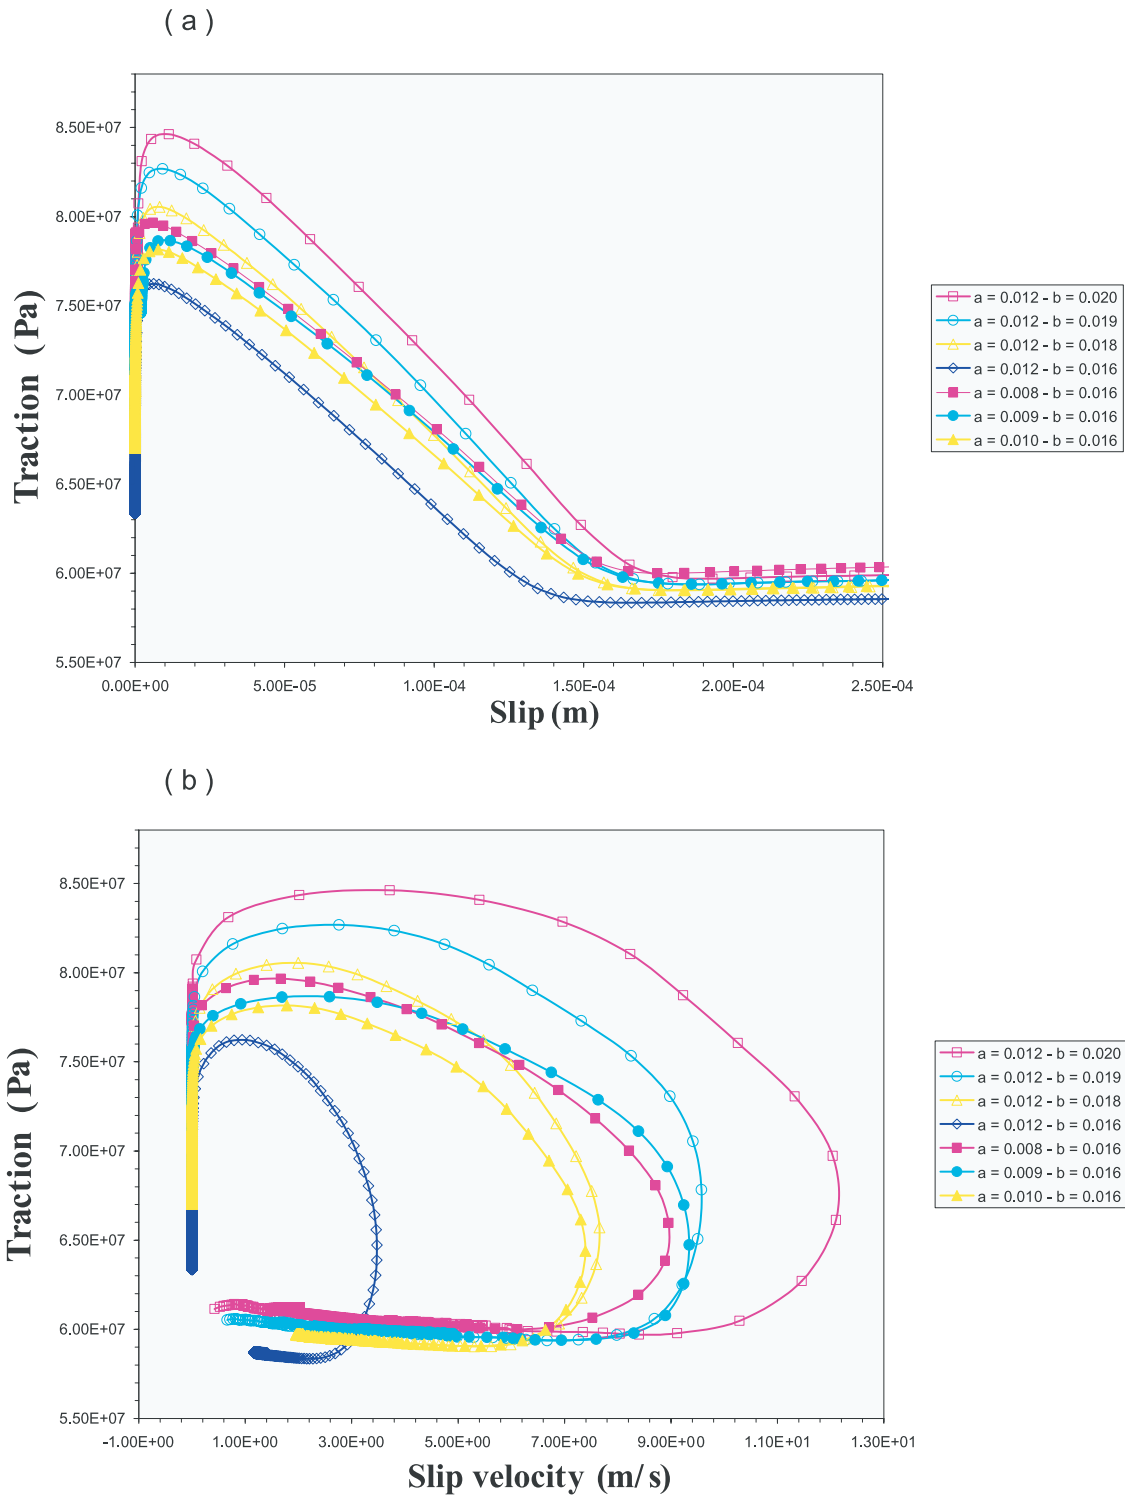 ( a )
8.50E+07
8.00E+07
7.50E+07
7.00E+07
6.50E+07
6.00E+07
5.50E+07
Traction (Pa)
0.00E+00 5.00E-05 1.00E-04 1.50E-04 2.00E-04 2.50E-04
Slip (m)
a = 0.012 - b = 0.020
a = 0.012 - b = 0.019
a = 0.012 - b = 0.018
a = 0.012 - b = 0.016
a = 0.008 - b = 0.016
a = 0.009 - b = 0.016
a = 0.010 - b = 0.016
( b )
8.50E+07
8.00E+07
7.50E+07
7.00E+07
6.50E+07
6.00E+07
5.50E+07
Traction (Pa)
-1.00E+00 1.00E+00 3.00E+00 5.00E+00 7.00E+00 9.00E+00 1.10E+01 1.30E+01
Slip velocity (m/s)
a = 0.012 - b = 0.020
a = 0.012 - b = 0.019
a = 0.012 - b = 0.018
a = 0.012 - b = 0.016
a = 0.008 - b = 0.016
a = 0.009 - b = 0.016
a = 0.010 - b = 0.016